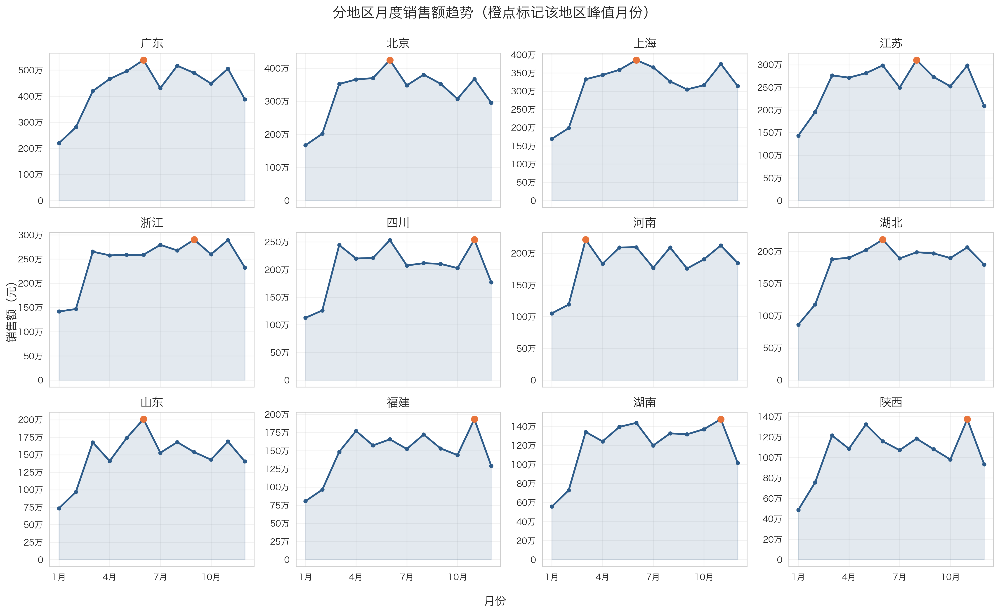 分地区月度销售额趋势（橙点标记该地区峰值月份）
广东
500万
400万
300万
200万
100万
0
北京
400万
300万
200万
100万
0
上海
400万
350万
300万
250万
200万
150万
100万
50万
0
江苏
300万
250万
200万
150万
100万
50万
0
销售额（元）
浙江
300万
250万
200万
150万
100万
50万
0
四川
250万
200万
150万
100万
50万
0
河南
200万
150万
100万
50万
0
湖北
200万
150万
100万
50万
0
山东
200万
175万
150万
125万
100万
75万
50万
25万
0
1月 4月 7月 10月
福建
200万
175万
150万
125万
100万
75万
50万
25万
0
1月 4月 7月 10月
湖南
140万
120万
100万
80万
60万
40万
20万
0
1月 4月 7月 10月
陕西
140万
120万
100万
80万
60万
40万
20万
0
1月 4月 7月 10月
月份